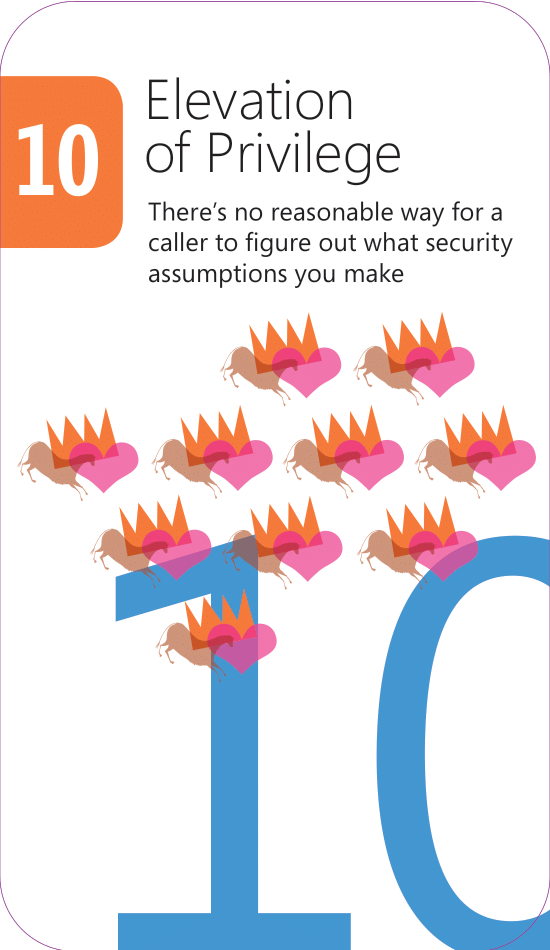 10
Elevation
of Privilege
There's no reasonable way for a
caller to figure out what security
assumptions you make
10